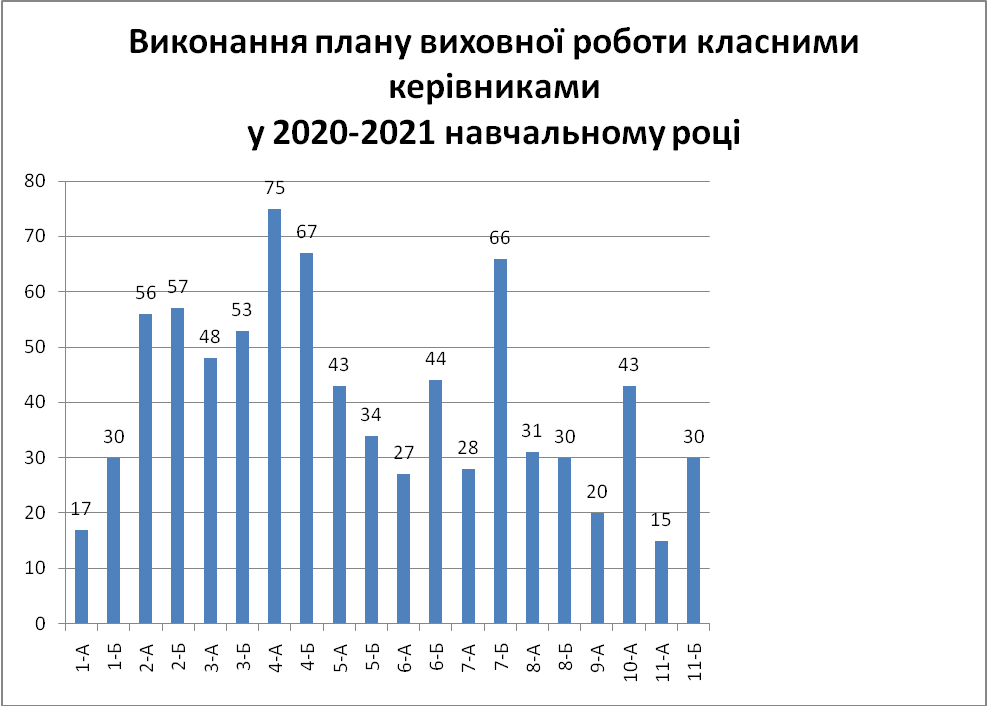 Виконання плану виховної роботи класними
керівниками
у 2020-2021 навчальному році
80
70
60
50
40
30
20
10
0
17
30
56
57
48
53
75
67
43
34
27
44
28
66
31
30
20
43
15
30
1-А
1-Б
2-А
2-Б
3-А
3-Б
4-А
4-Б
5-А
5-Б
6-А
6-Б
7-А
7-Б
8-А
8-Б
9-А
10-А
11-А
11-Б